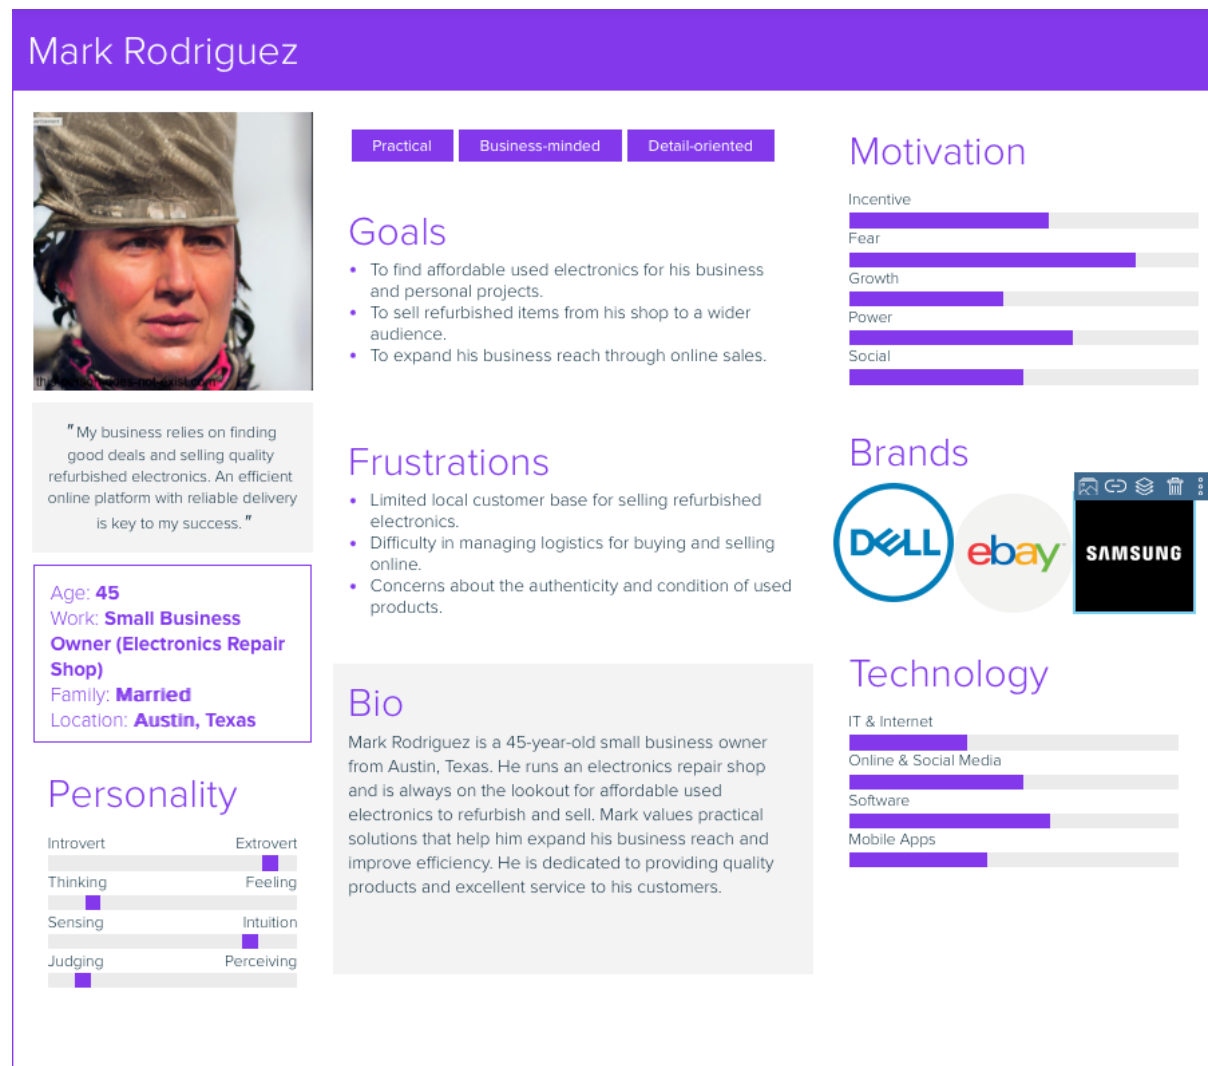 Mark Rodriguez
Practical
Business-minded
Detail-oriented
Goals
• To find affordable used electronics for his business
and personal projects.
• To sell refurbished items from his shop to a wider
audience.
• To expand his business reach through online sales.
Frustrations
• Limited local customer base for selling refurbished
electronics.
• Difficulty in managing logistics for buying and selling
online.
• Concerns about the authenticity and condition of used
products.
Bio
Mark Rodriguez is a 45-year-old small business owner
from Austin, Texas. He runs an electronics repair shop
and is always on the lookout for affordable used
electronics to refurbish and sell. Mark values practical
solutions that help him expand his business reach and
improve efficiency. He is dedicated to providing quality
products and excellent service to his customers.
" My business relies on finding
good deals and selling quality
refurbished electronics. An efficient
online platform with reliable delivery
is key to my success. "
Age: 45
Work: Small Business
Owner (Electronics Repair
Shop)
Family: Married
Location: Austin, Texas
Personality
Introvert Extrovert
Thinking Feeling
Sensing Intuition
Judging Perceiving
Motivation
Incentive
Fear
Growth
Power
Social
Brands
DELL
ebay
SAMSUNG
Technology
IT & Internet
Online & Social Media
Software
Mobile Apps